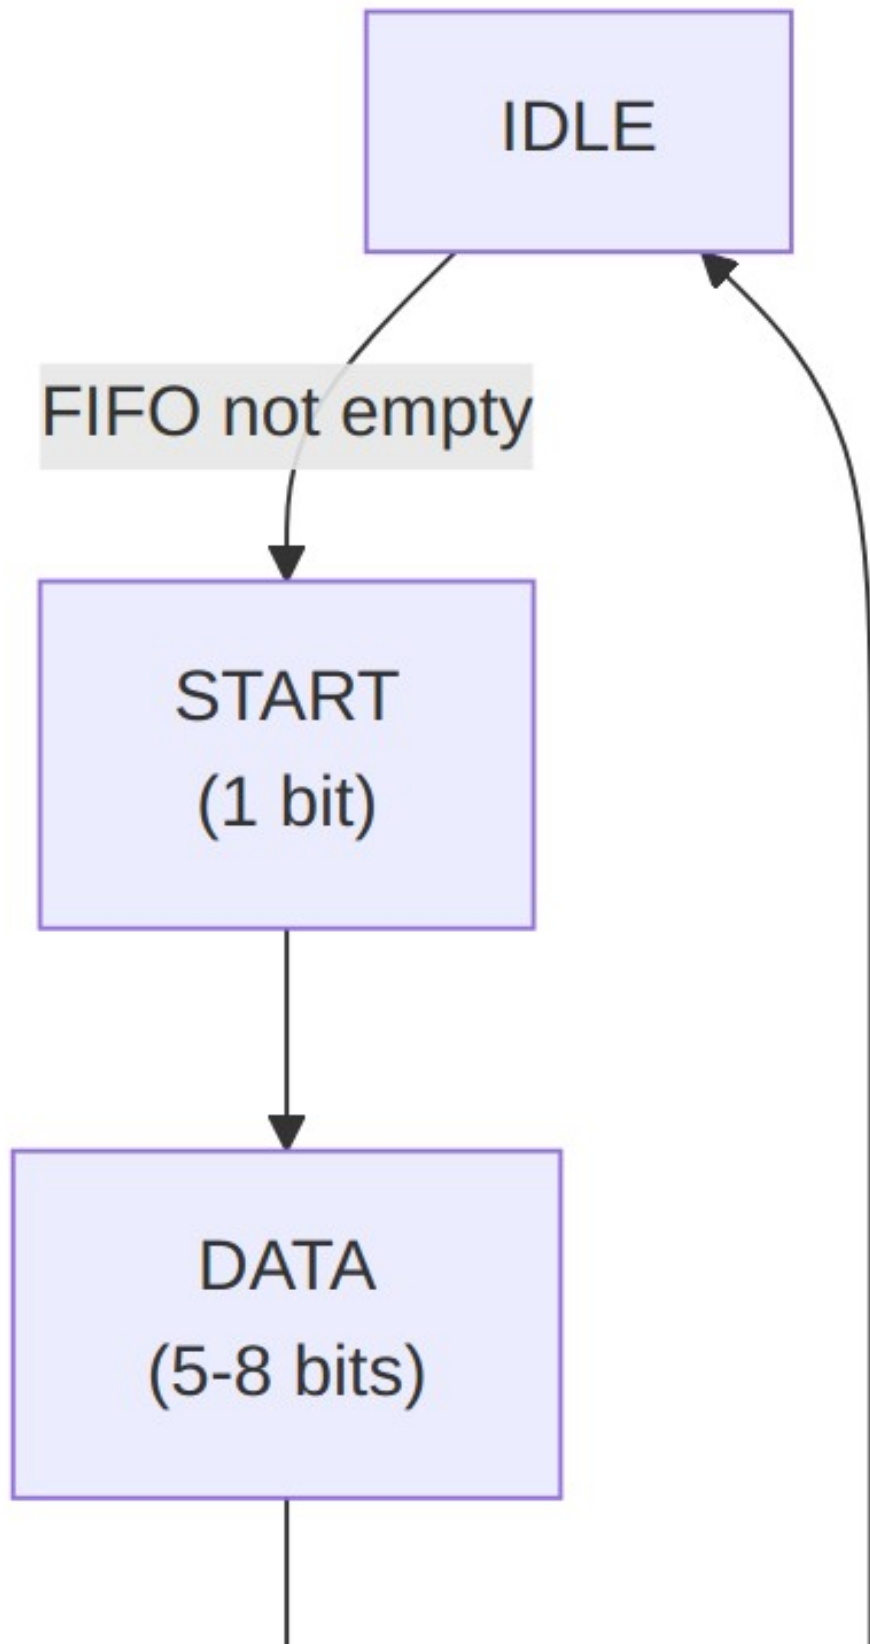 IDLE
FIFO not empty
START
(1 bit)
DATA
(5-8 bits)